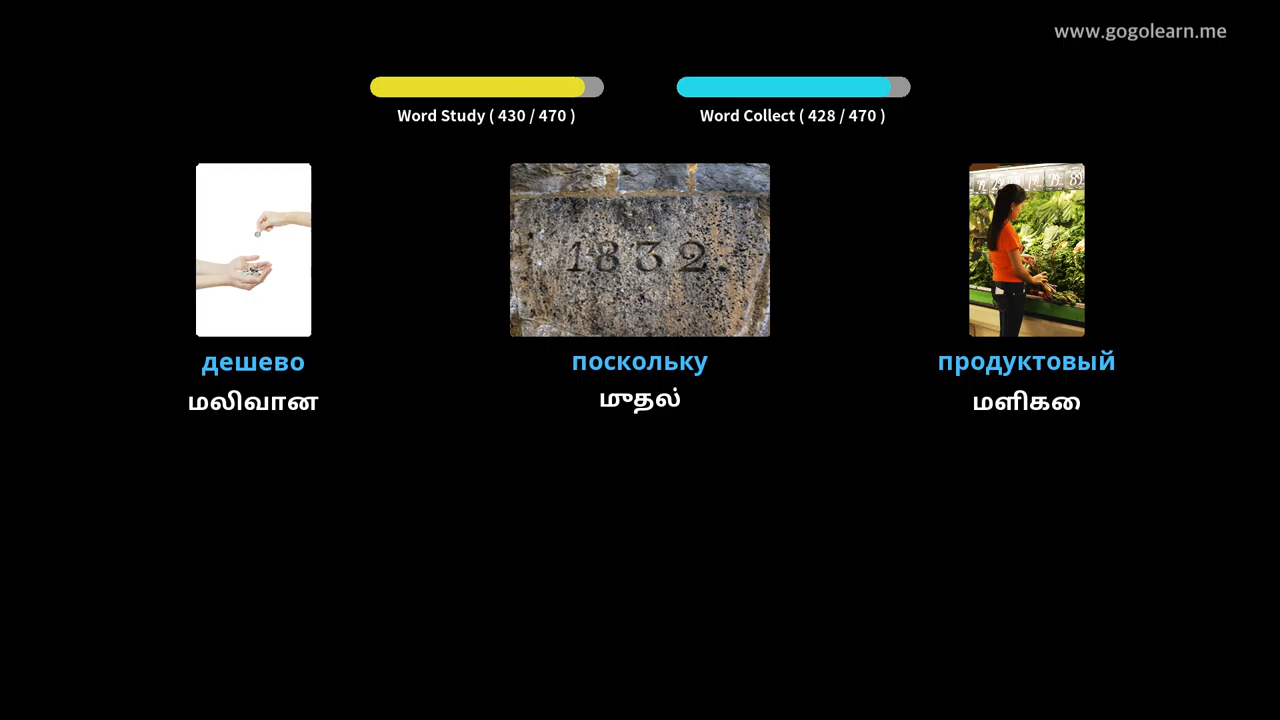 www.gogolearn.me
Word Study ( 430 / 470 )
Word Collect ( 428 / 470 )
1832.
дешево
поскольку
продуктовый
மலிவான
முதல்
மளிகை